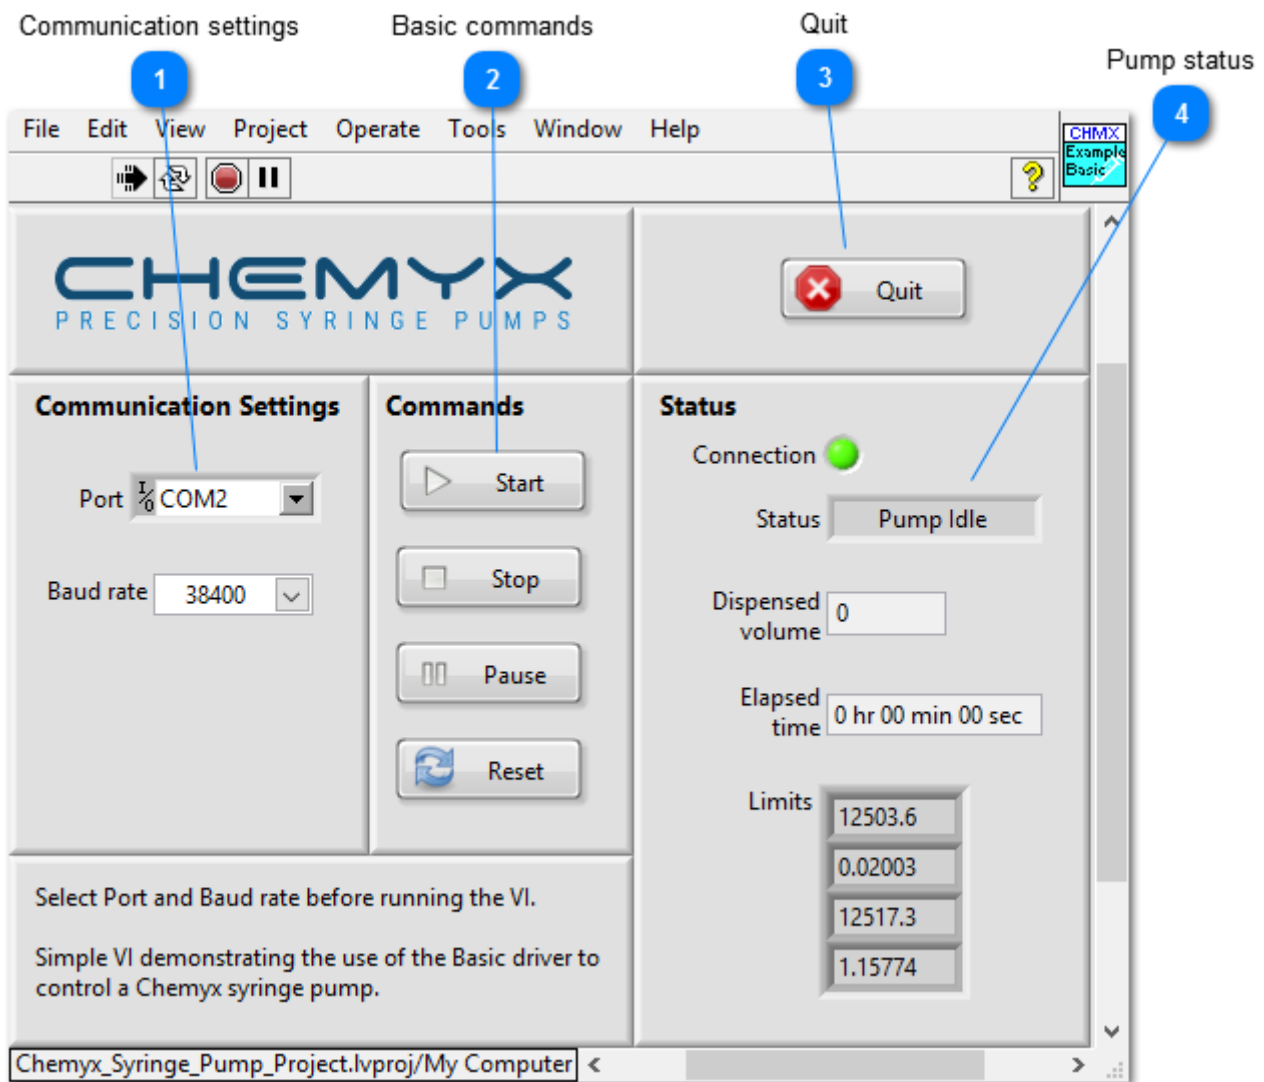 Communication settings
Basic commands
Quit
Pump status
1
2
3
4
File Edit View Project Operate Tools Window Help
CHMX
Example
Basic
CHEMYX
PRECISION SYRINGE PUMPS
Quit
Communication Settings
Port COM2
Baud rate 38400
Commands
Start
Stop
Pause
Reset
Status
Connection
Status Pump Idle
Dispensed
volume 0
Elapsed
time 0 hr 00 min 00 sec
Limits
12503.6
0.02003
12517.3
1.15774
Select Port and Baud rate before running the VI.
Simple VI demonstrating the use of the Basic driver to
control a Chemyx syringe pump.
Chemyx_Syringe_Pump_Project.lvproj/My Computer